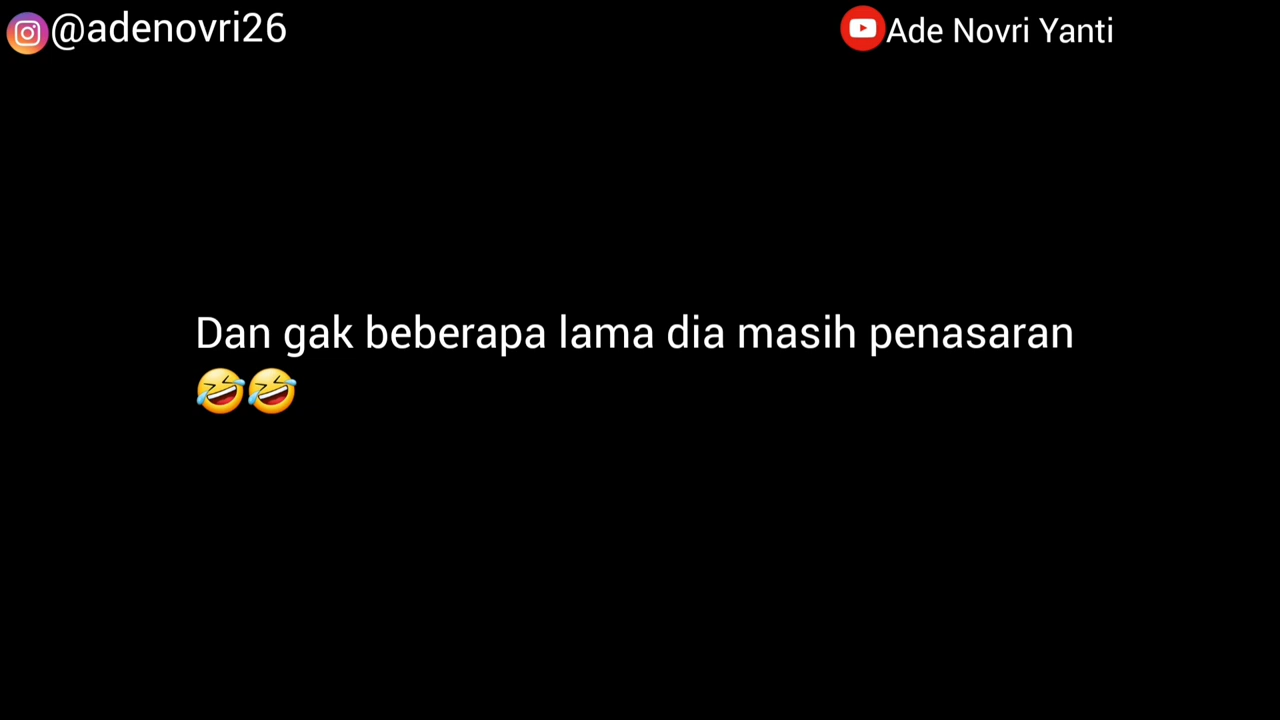 @adenovri26
Ade Novri Yanti
Dan gak beberapa lama dia masih penasaran
🤣🤣